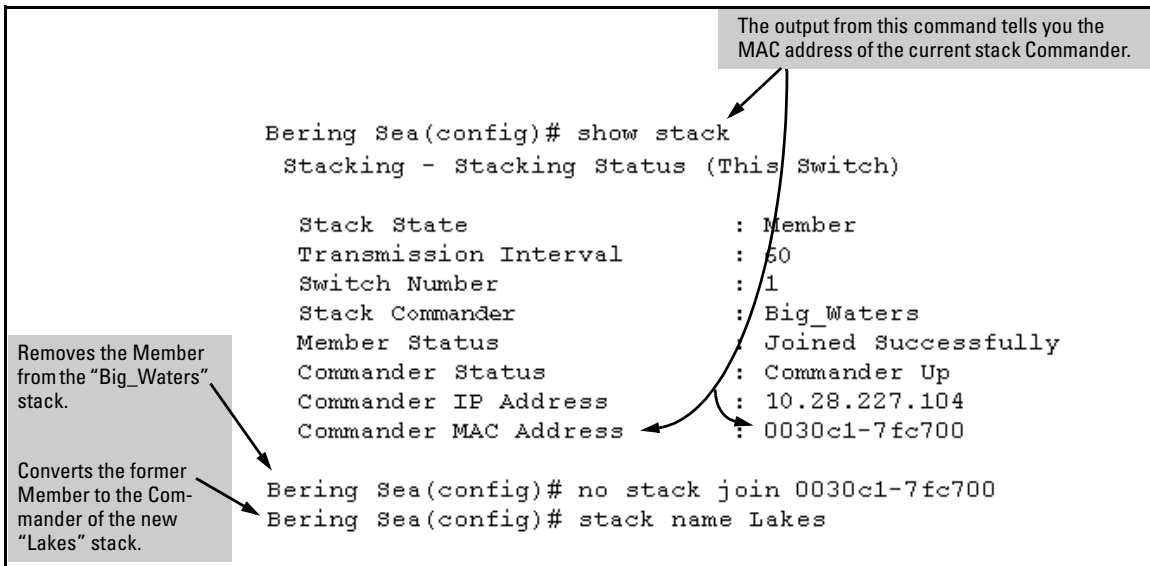 The output from this command tells you the
MAC address of the current stack Commander.
Bering Sea(config)# show stack
Stacking - Stacking Status (This Switch)
Stack State : Member
Transmission Interval : 60
Switch Number : 1
Stack Commander : Big_Waters
Member Status : Joined Successfully
Commander Status : Commander Up
Commander IP Address : 10.28.227.104
Commander MAC Address : 0030c1-7fc700
Removes the Member
from the “Big_Waters”
stack.
Converts the former
Member to the Com-
mander of the new
“Lakes” stack.
Bering Sea(config)# no stack join 0030c1-7fc700
Bering Sea(config)# stack name Lakes